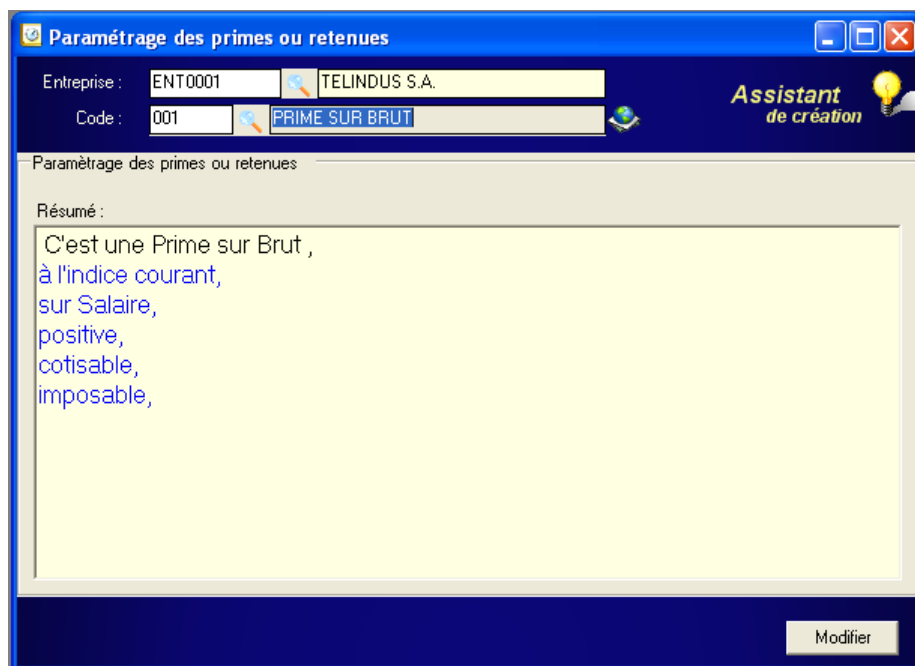 Paramétrage des primes ou retenues
Entreprise : ENT0001 TELINDUS S.A.
Code : 001 PRIME SUR BRUT
Assistant
de création
Paramètrage des primes ou retenues
Résumé :
C'est une Prime sur Brut ,
à l'indice courant,
sur Salaire,
positive,
cotisable,
imposable,
Modifier